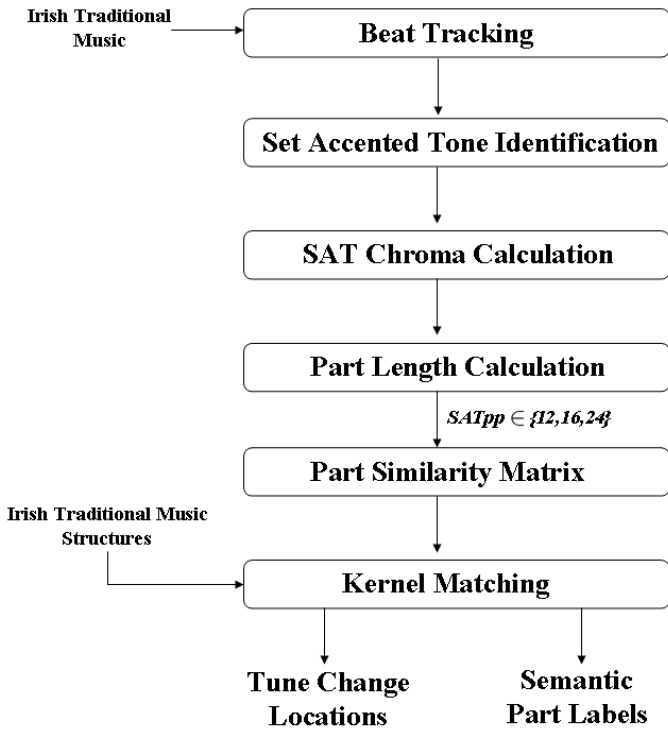 Irish Traditional
Music
Beat Tracking
Set Accented Tone Identification
SAT Chroma Calculation
Part Length Calculation
SATpp ∈ {12,16,24}
Part Similarity Matrix
Irish Traditional Music
Structures
Kernel Matching
Tune Change
Locations
Semantic
Part Labels